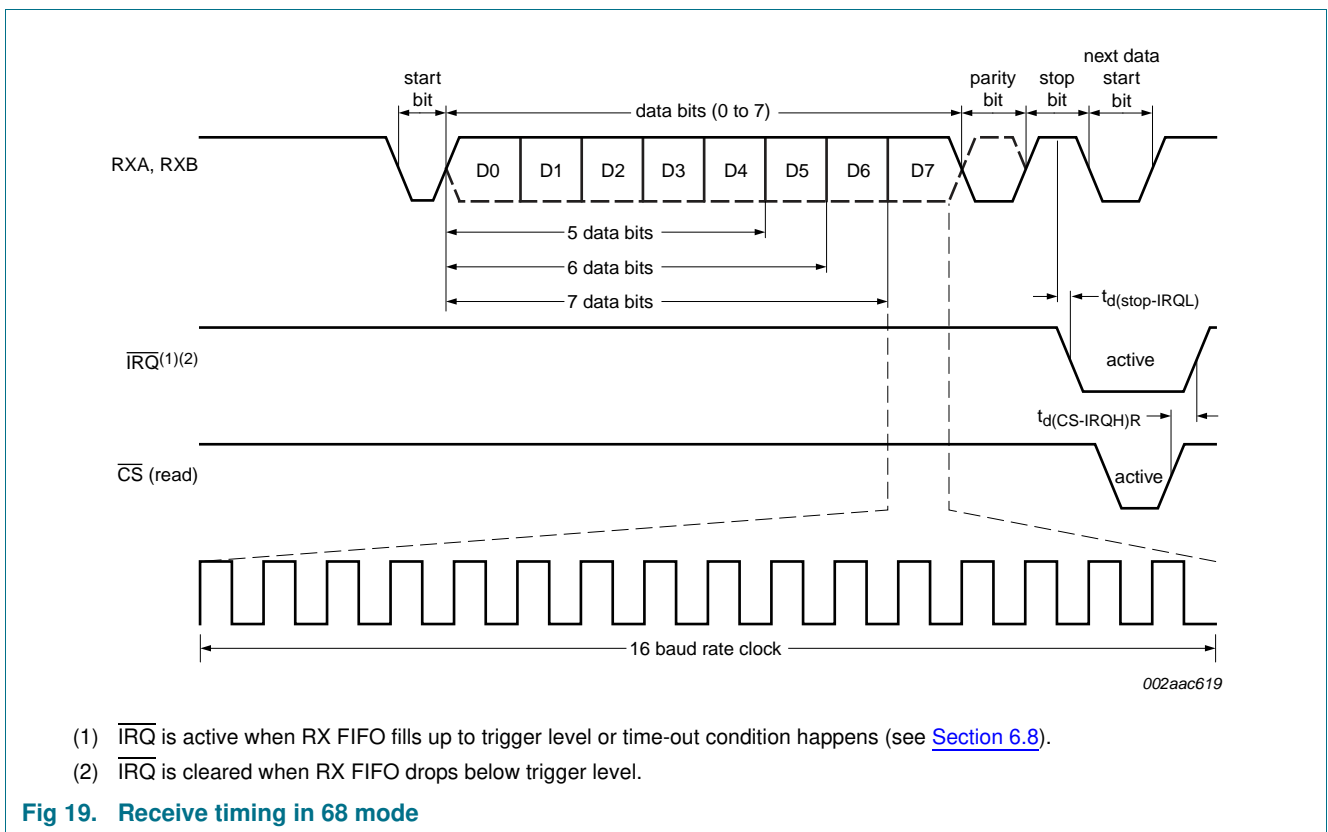 next data
start parity stop start
bit bit bit bit
data bits (0 to 7)
RXA, RXB
D0 D1 D2 D3 D4 D5 D6 D7
5 data bits
6 data bits
7 data bits
td(stop-IRQL)
IRQ(1)(2)
active
td(CS-IRQH)R
CS (read)
active
16 baud rate clock
002aac619
(1) IRQ is active when RX FIFO fills up to trigger level or time-out condition happens (see Section 6.8).
(2) IRQ is cleared when RX FIFO drops below trigger level.
Fig 19. Receive timing in 68 mode